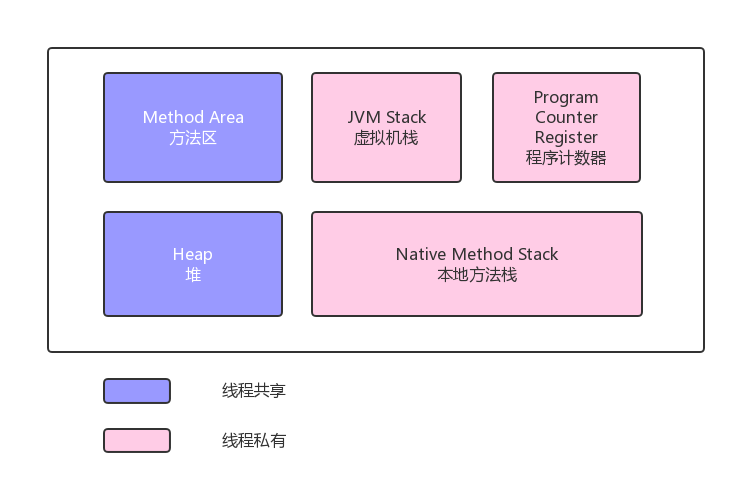 Method Area
方法区
JVM Stack
虚拟机栈
Program
Counter
Register
程序计数器
Heap
堆
Native Method Stack
本地方法栈
线程共享
线程私有